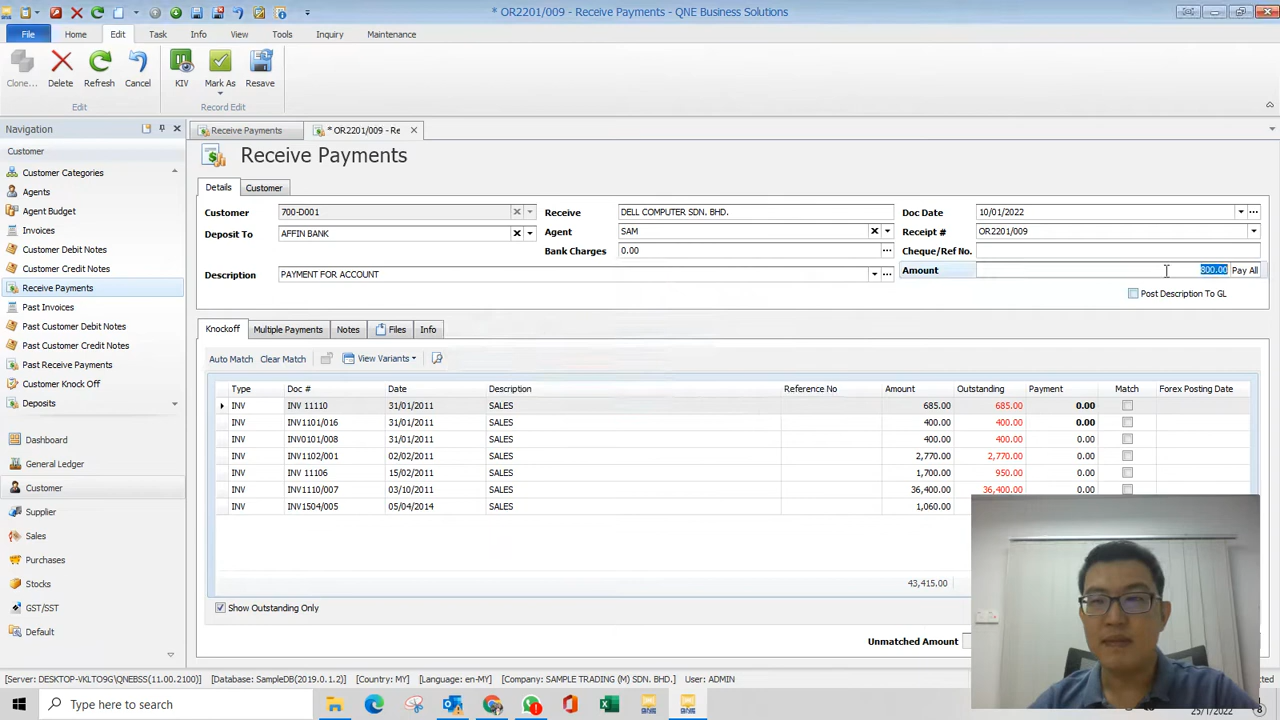 * OR2201/009 - Receive Payments - QNE Business Solutions
File Home Edit Task Info View Tools Inquiry Maintenance
Clone... Delete Refresh Cancel KIV Mark As Resave
Edit Record Edit
Navigation
Customer
Customer Categories
Agents
Agent Budget
Invoices
Customer Debit Notes
Customer Credit Notes
Receive Payments
Past Invoices
Past Customer Debit Notes
Past Customer Credit Notes
Past Receive Payments
Customer Knock Off
Deposits
Dashboard
General Ledger
Customer
Supplier
Sales
Purchases
Stocks
GST/SST
Default
Receive Payments * OR2201/009 - Re
Receive Payments
Details Customer
Customer 700-D001 Receive DELL COMPUTER SDN. BHD. Doc Date 10/01/2022
Deposit To AFFIN BANK Agent SAM Receipt # OR2201/009
Bank Charges 0.00 Cheque/Ref No.
Description PAYMENT FOR ACCOUNT Amount 800.00 Pay All
Post Description To GL
Knockoff Multiple Payments Notes Files Info
Auto Match Clear Match View Variants
Type Doc # Date Description Reference No Amount Outstanding Payment Match Forex Posting Date
INV INV 11110 31/01/2011 SALES 685.00 685.00 0.00
INV INV1101/016 31/01/2011 SALES 400.00 400.00 0.00
INV INV0101/008 31/01/2011 SALES 400.00 400.00 0.00
INV INV1102/001 02/02/2011 SALES 2,770.00 2,770.00 0.00
INV INV 11106 15/02/2011 SALES 1,700.00 950.00 0.00
INV INV1110/007 03/10/2011 SALES 36,400.00 36,400.00 0.00
INV INV1504/005 05/04/2014 SALES 1,060.00
43,415.00
Show Outstanding Only
Unmatched Amount
[Server: DESKTOP-VKLTO9G\QNEBSS(11.00.2100)] [Database: SampleDB(2019.0.1.2)] [Country: MY] [Language: en-MY] [Company: SAMPLE TRADING (M) SDN. BHD.] User: ADMIN
Type here to search
25/1/2022